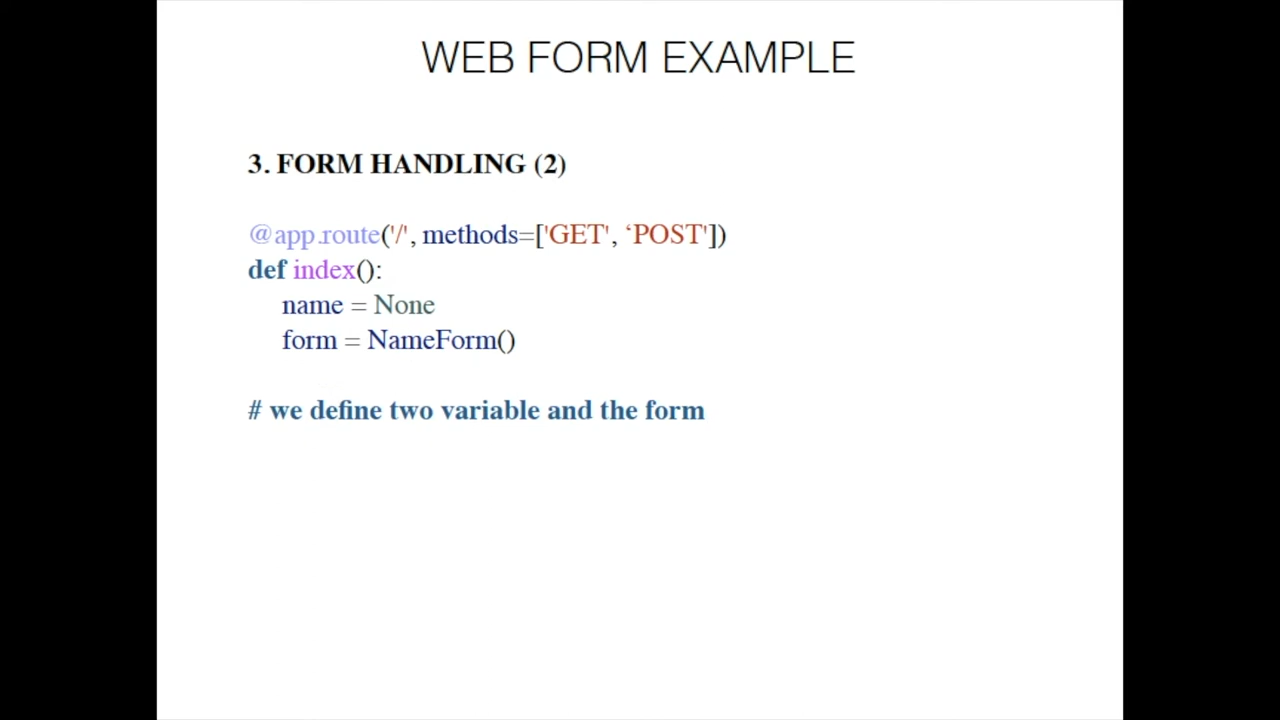 WEB FORM EXAMPLE
3. FORM HANDLING (2)
@app.route('/', methods=['GET', ‘POST'])
def index():
name = None
form = NameForm()
# we define two variable and the form